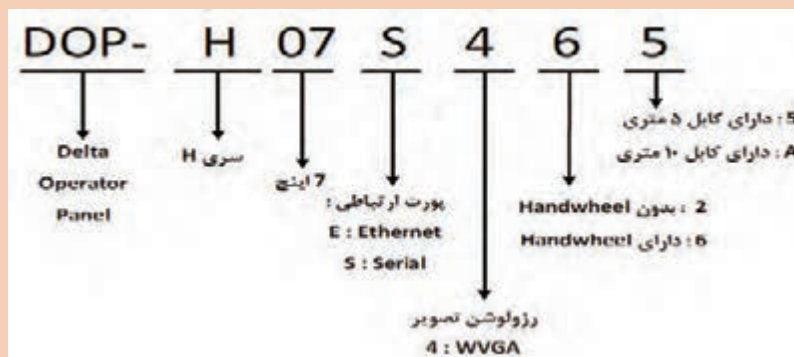 DOP- H 07 S 4 6 5
Delta
Operator
Panel
سری H
7 اینچ
پورت ارتباطی :
E : Ethernet
S : Serial
رزولوشن تصویر
4 : WVGA
2 : بدون Handwheel
6 : دارای Handwheel
5 : دارای کابل ۵ متری
A : دارای کابل ۱۰ متری